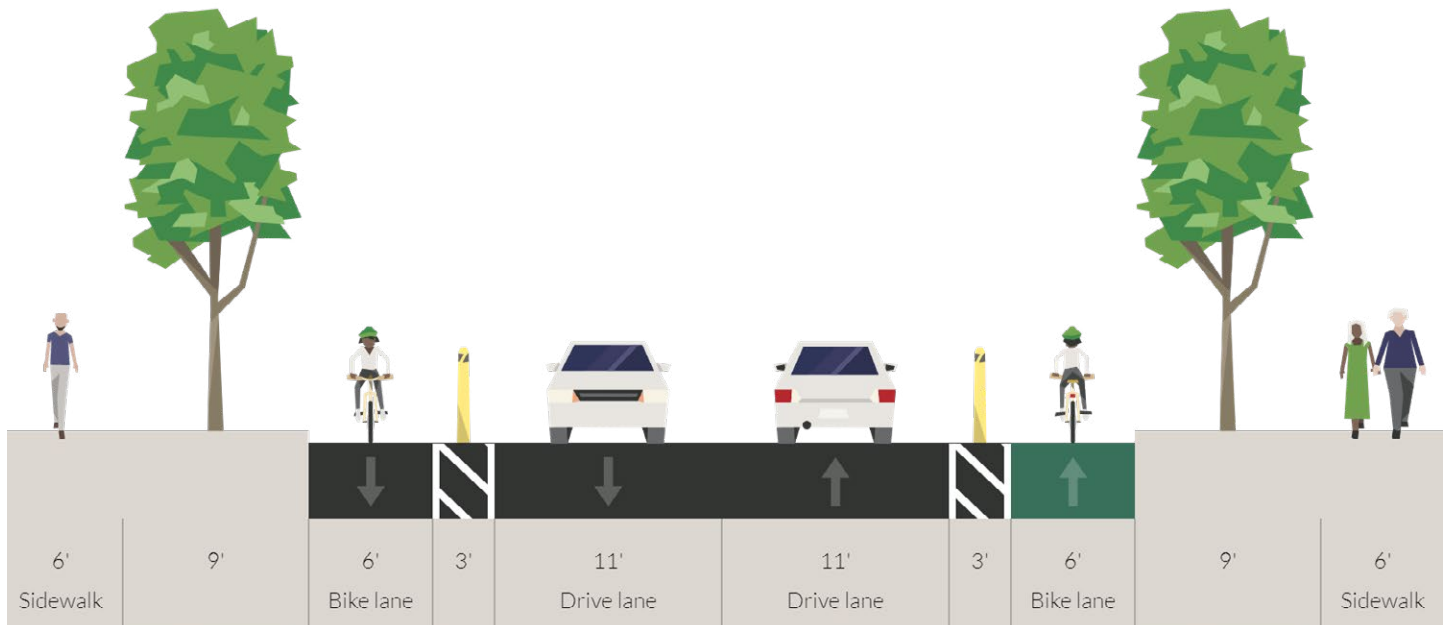 6' 9' 6' 3' 11' 11' 3' 6' 9' 6'
Sidewalk Bike lane Drive lane Drive lane Bike lane Sidewalk